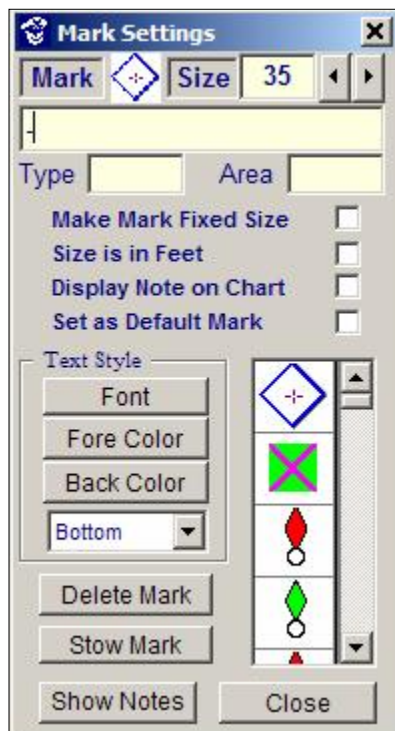 Mark Settings
Mark Size 35
-
Type Area
Make Mark Fixed Size
Size is in Feet
Display Note on Chart
Set as Default Mark
Text Style
Font
Fore Color
Back Color
Bottom
Delete Mark
Stow Mark
Show Notes Close